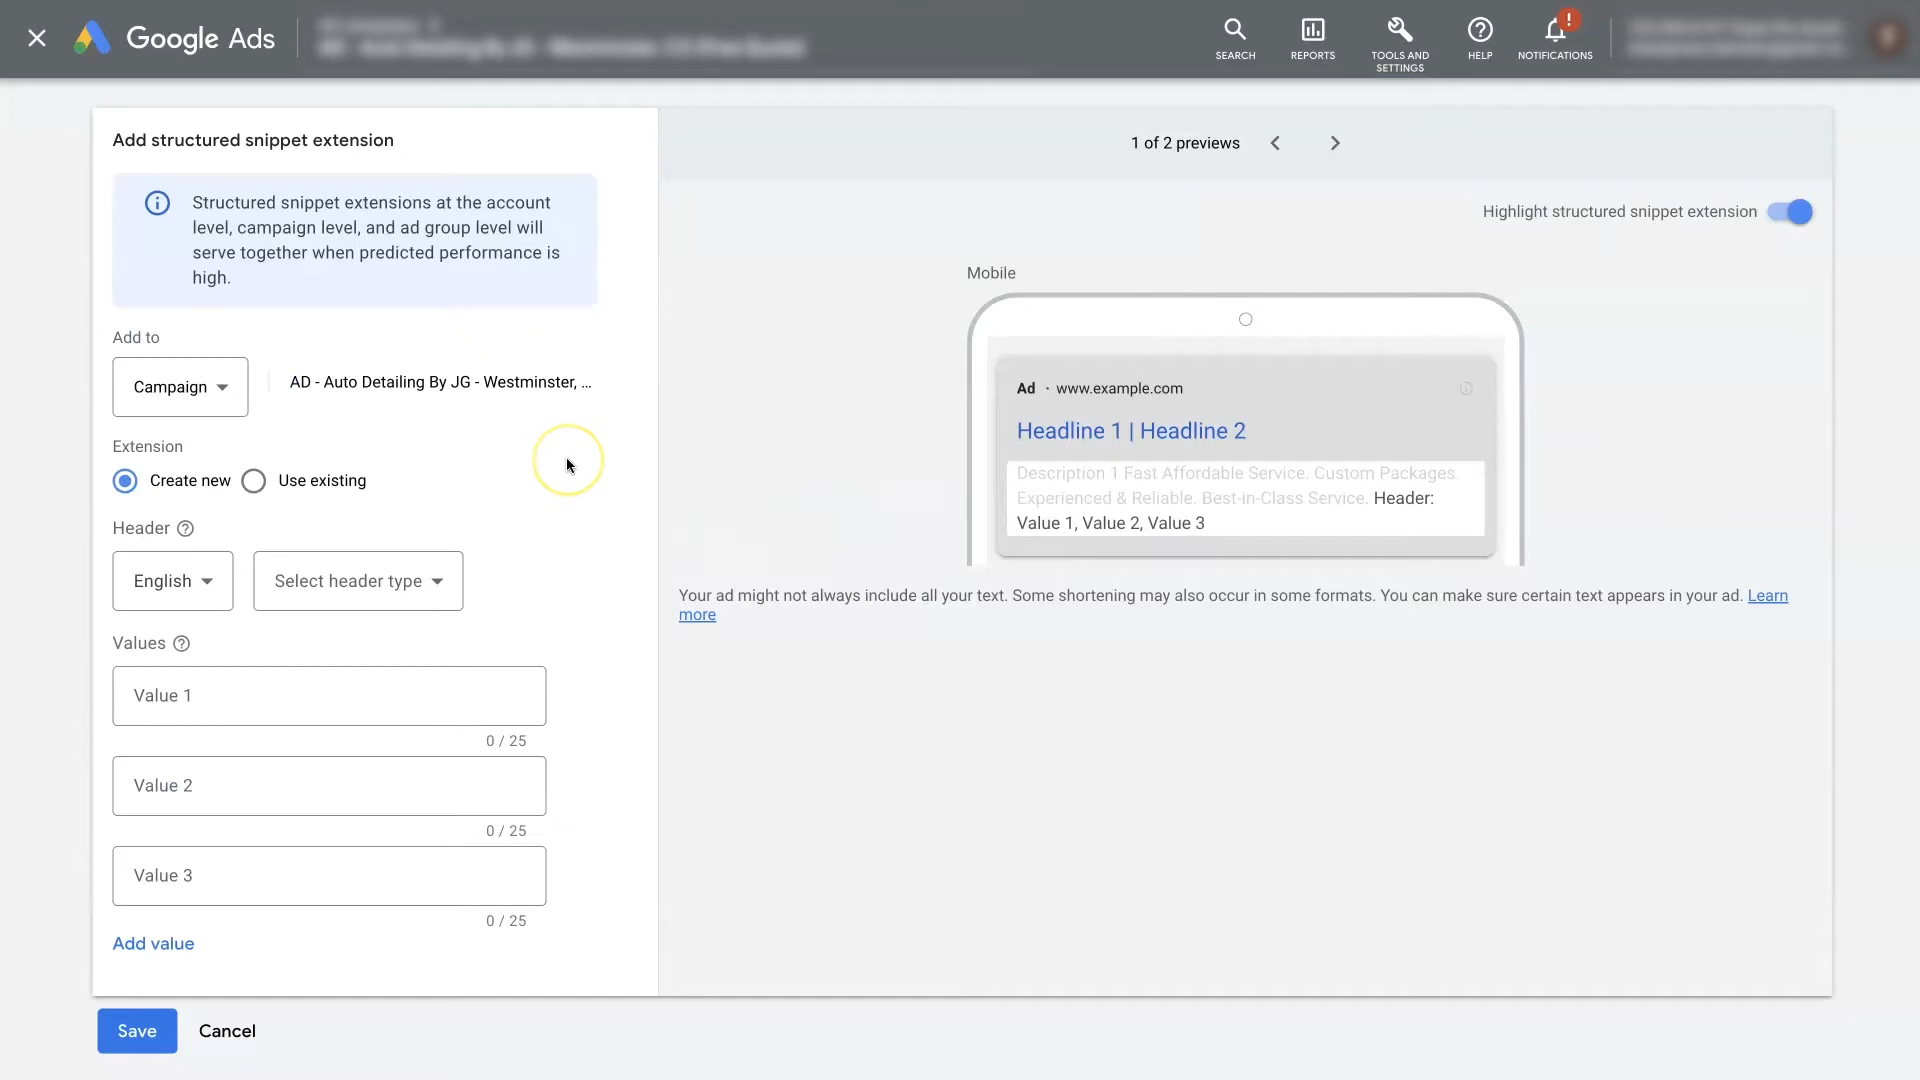 Google Ads
SEARCH
REPORTS
TOOLS AND
SETTINGS
HELP
!
NOTIFICATIONS
Add structured snippet extension
Structured snippet extensions at the account
level, campaign level, and ad group level will
serve together when predicted performance is
high.
Add to
Campaign
AD - Auto Detailing By JG - Westminster, ...
Extension
Create new
Use existing
Header
English
Select header type
Values
Value 1
0 / 25
Value 2
0 / 25
Value 3
0 / 25
Add value
Save
Cancel
1 of 2 previews
Highlight structured snippet extension
Mobile
Ad · www.example.com
Headline 1 | Headline 2
Description 1 Fast Affordable Service. Custom Packages.
Experienced & Reliable. Best-in-Class Service. Header:
Value 1, Value 2, Value 3
Your ad might not always include all your text. Some shortening may also occur in some formats. You can make sure certain text appears in your ad. Learn
more